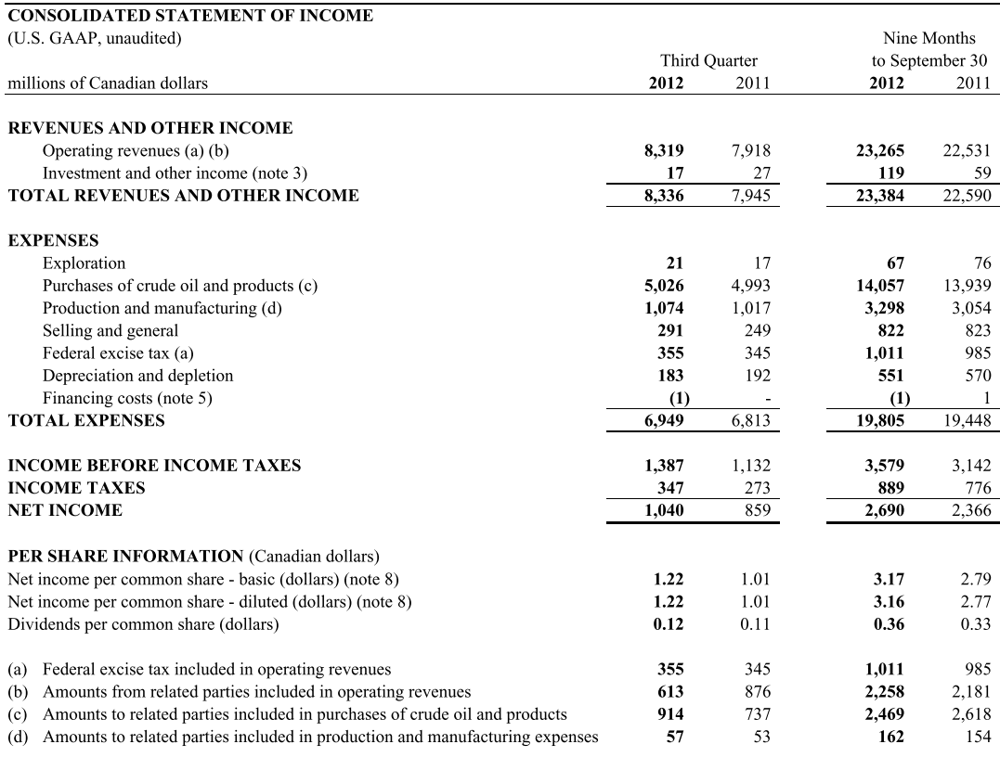 CONSOLIDATED STATEMENT OF INCOME
(U.S. GAAP, unaudited) Nine Months
Third Quarter to September 30
millions of Canadian dollars 2012 2011 2012 2011
REVENUES AND OTHER INCOME
Operating revenues (a) (b) 8,319 7,918 23,265 22,531
Investment and other income (note 3) 17 27 119 59
TOTAL REVENUES AND OTHER INCOME 8,336 7,945 23,384 22,590
EXPENSES
Exploration 21 17 67 76
Purchases of crude oil and products (c) 5,026 4,993 14,057 13,939
Production and manufacturing (d) 1,074 1,017 3,298 3,054
Selling and general 291 249 822 823
Federal excise tax (a) 355 345 1,011 985
Depreciation and depletion 183 192 551 570
Financing costs (note 5) (1) - (1) 1
TOTAL EXPENSES 6,949 6,813 19,805 19,448
INCOME BEFORE INCOME TAXES 1,387 1,132 3,579 3,142
INCOME TAXES 347 273 889 776
NET INCOME 1,040 859 2,690 2,366
PER SHARE INFORMATION (Canadian dollars)
Net income per common share - basic (dollars) (note 8) 1.22 1.01 3.17 2.79
Net income per common share - diluted (dollars) (note 8) 1.22 1.01 3.16 2.77
Dividends per common share (dollars) 0.12 0.11 0.36 0.33
(a) Federal excise tax included in operating revenues 355 345 1,011 985
(b) Amounts from related parties included in operating revenues 613 876 2,258 2,181
(c) Amounts to related parties included in purchases of crude oil and products 914 737 2,469 2,618
(d) Amounts to related parties included in production and manufacturing expenses 57 53 162 154